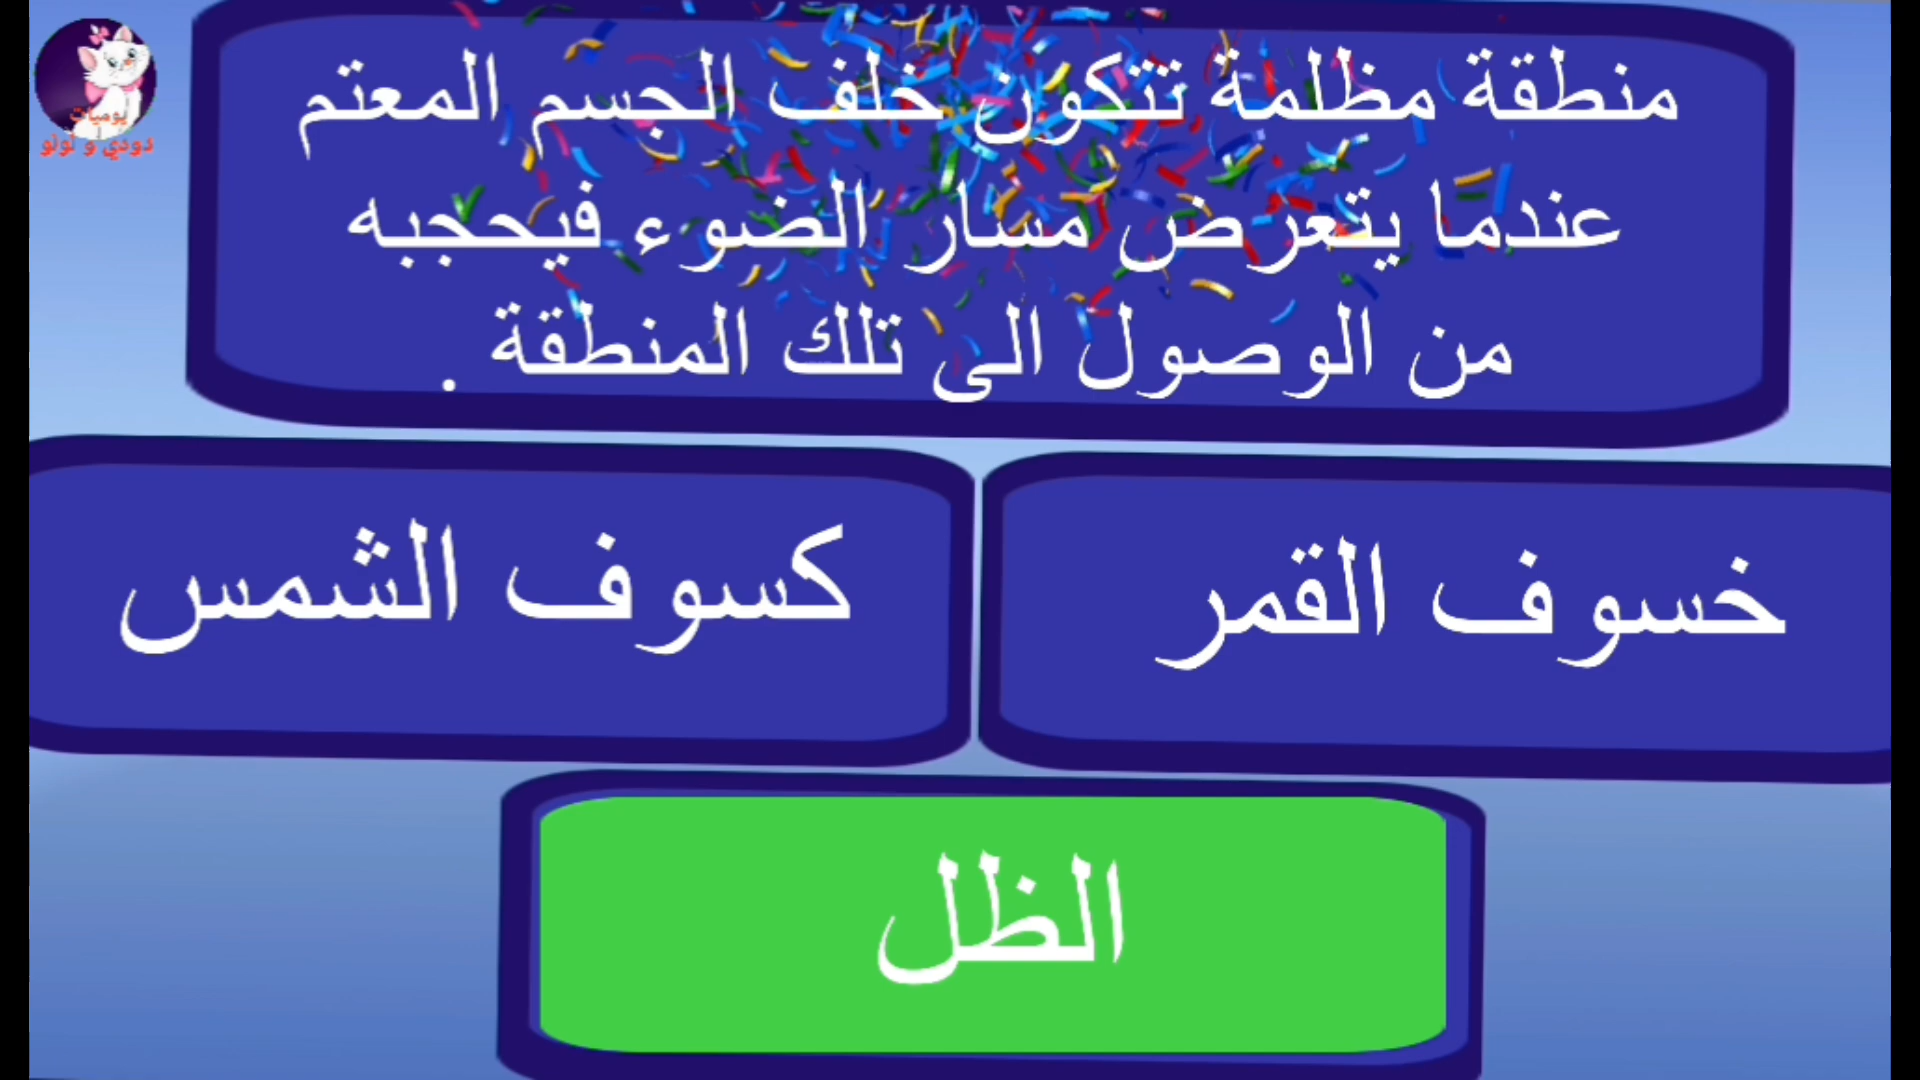 منطقة مظلمة تتكون خلف الجسم المعتم
عندما يتعرض مسار الضوء فيحجبه
من الوصول الى تلك المنطقة .
خسوف القمر
كسوف الشمس
الظل
يوميات
دودي و لولو